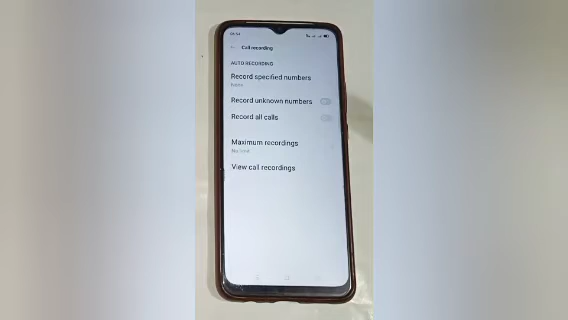 Call recording
AUTO RECORDING
Record specified numbers
Record unknown numbers
Record all calls
Maximum recordings
No limit
View call recordings